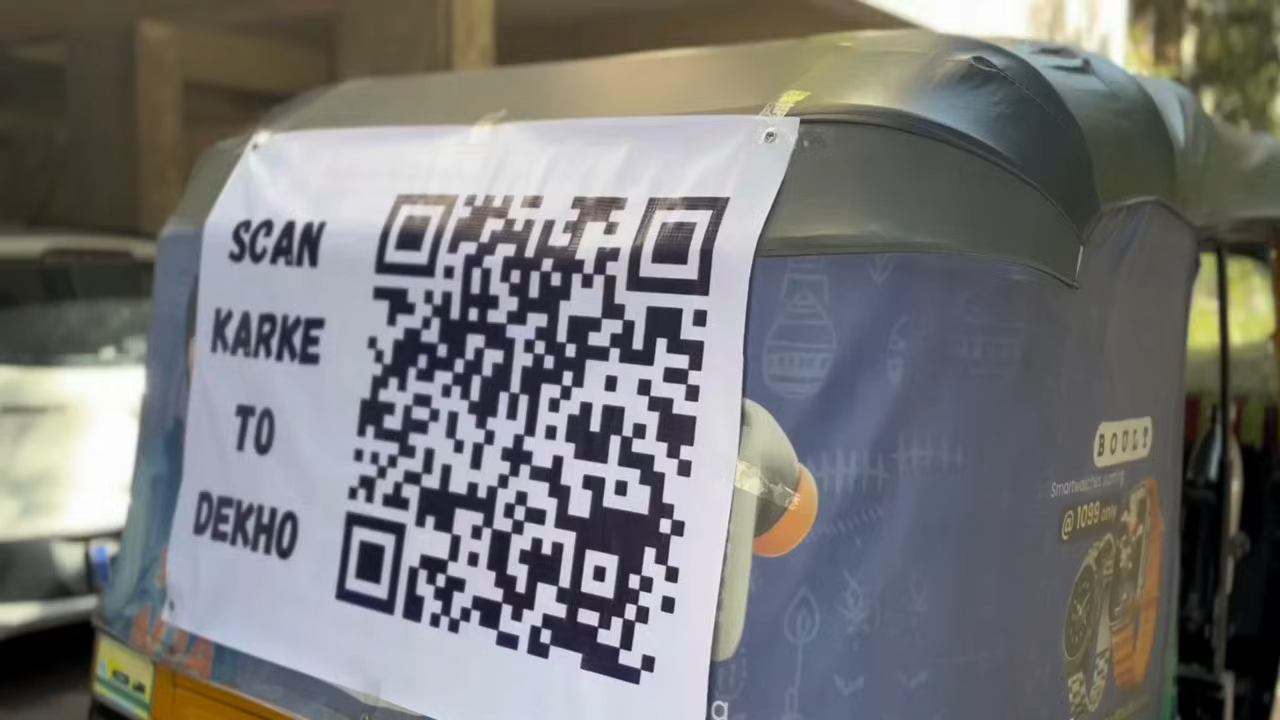 SCAN
KARKE
TO
DEKHO
BOULT
Smartwatches starting
@ 1099 only